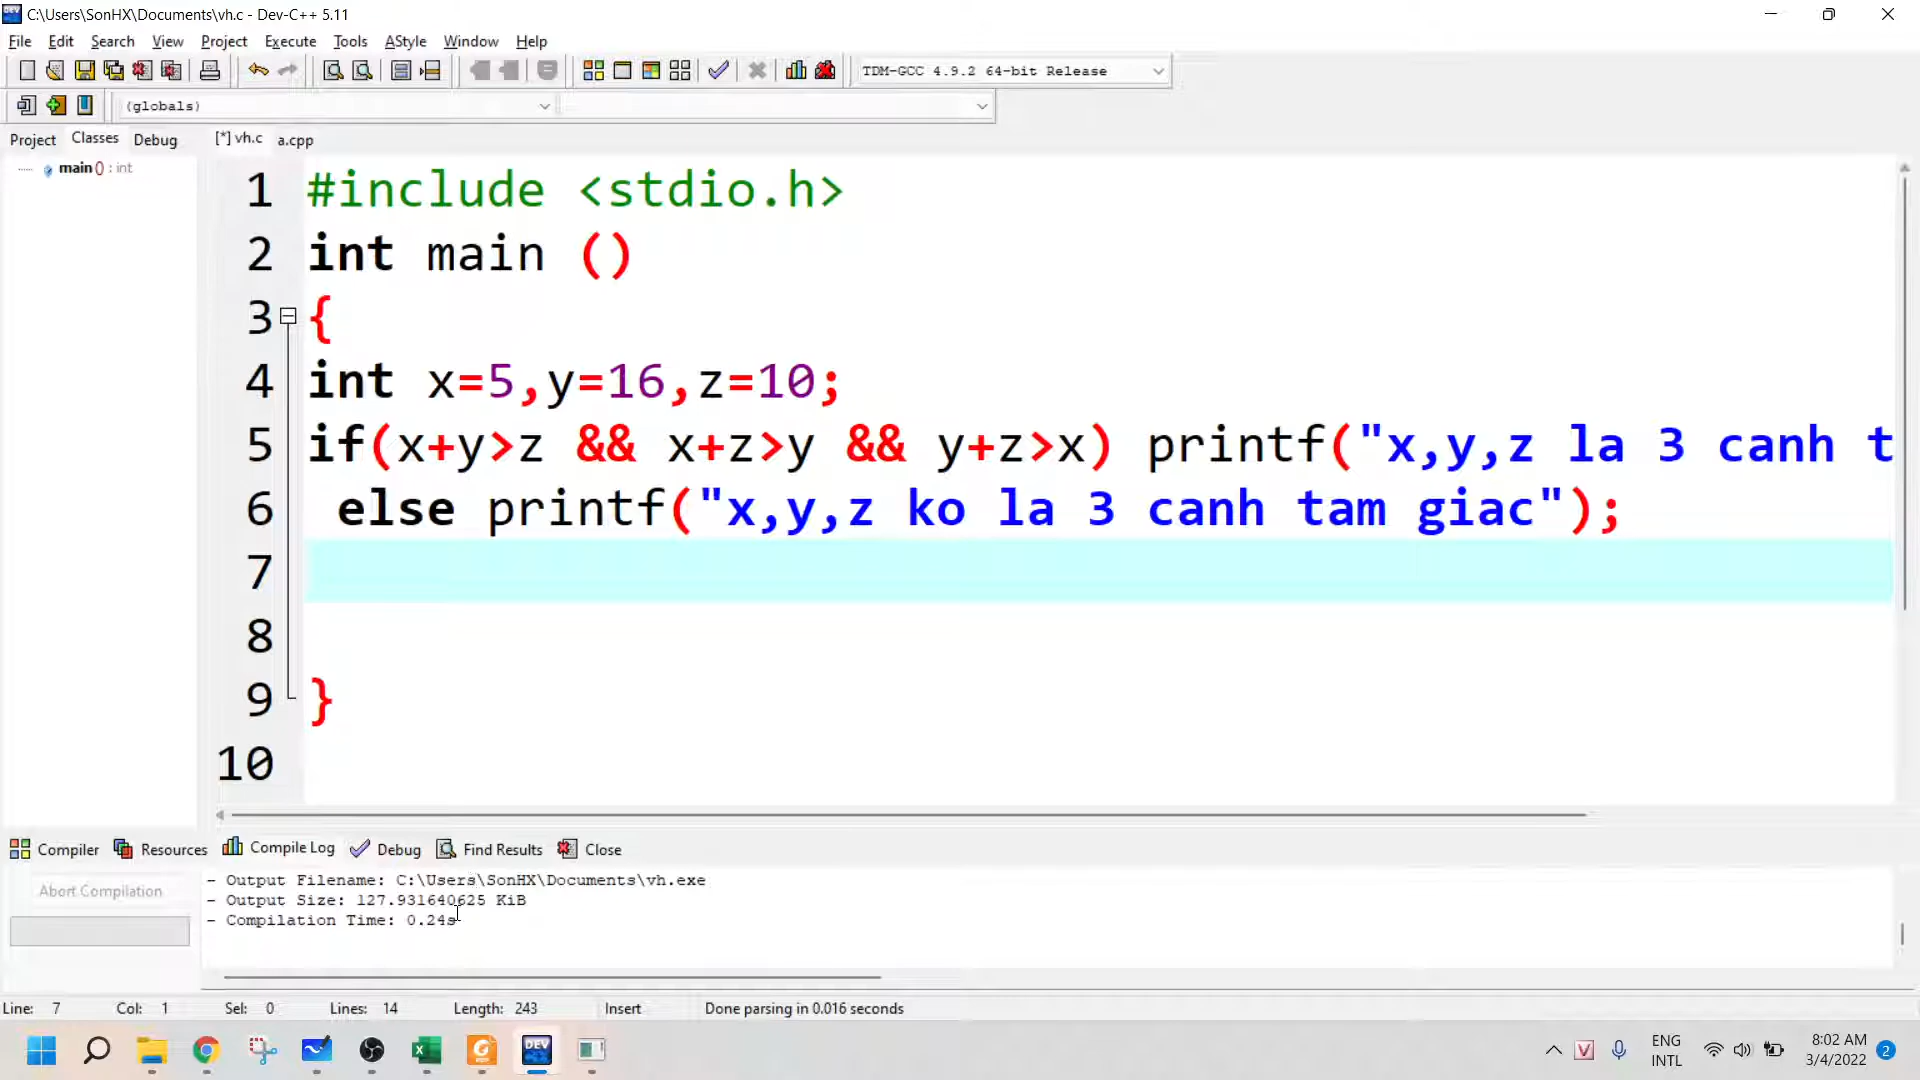 C:\Users\SonHX\Documents\vh.c - Dev-C++ 5.11
File Edit Search View Project Execute Tools AStyle Window Help
TDM-GCC 4.9.2 64-bit Release
(globals)
Project Classes Debug [*] vh.c a.cpp
main () : int
1 #include <stdio.h>
2 int main ()
3 {
4 int x=5,y=16,z=10;
5 if(x+y>z && x+z>y && y+z>x) printf("x,y,z la 3 canh t
6 else printf("x,y,z ko la 3 canh tam giac");
7
8
9 }
10
Compiler Resources Compile Log Debug Find Results Close
Abort Compilation
- Output Filename: C:\Users\SonHX\Documents\vh.exe
- Output Size: 127.931640625 KiB
- Compilation Time: 0.24s
Line: 7 Col: 1 Sel: 0 Lines: 14 Length: 243 Insert Done parsing in 0.016 seconds
DEV
V
ENG
INTL
8:02 AM
3/4/2022
2